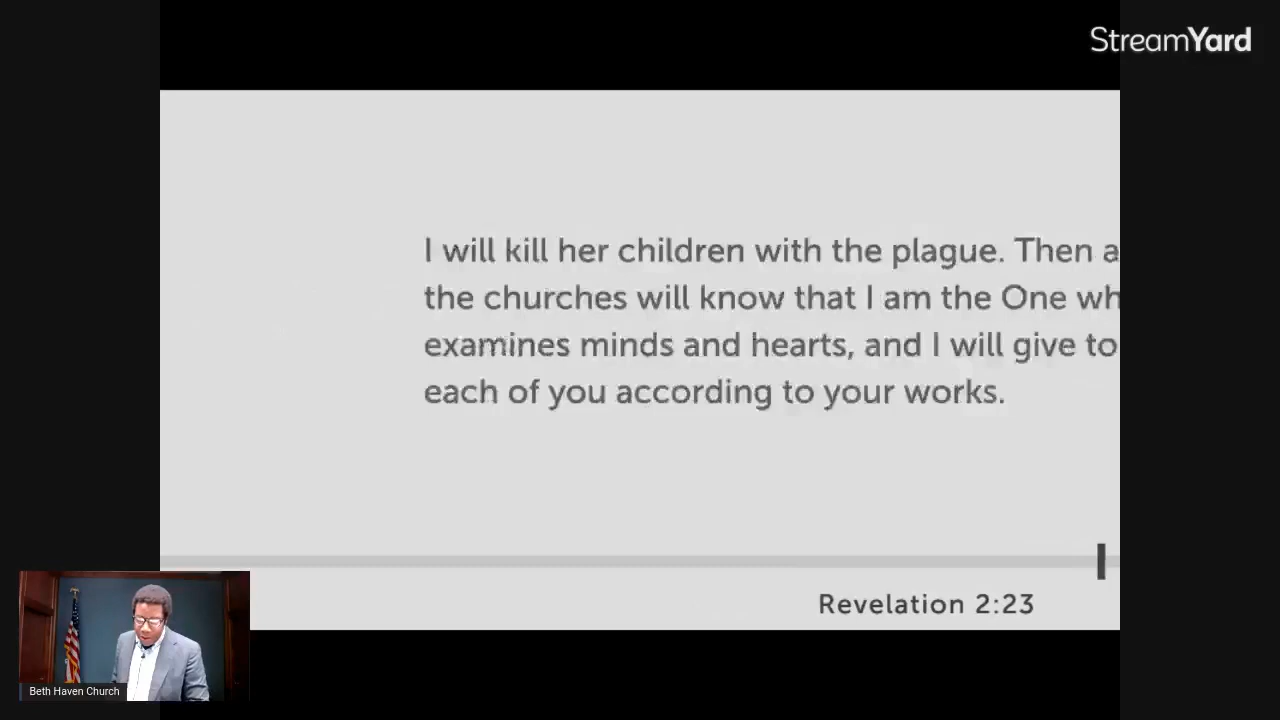 StreamYard
I will kill her children with the plague. Then a
the churches will know that I am the One wh
examines minds and hearts, and I will give to
each of you according to your works.
Revelation 2:23
Beth Haven Church